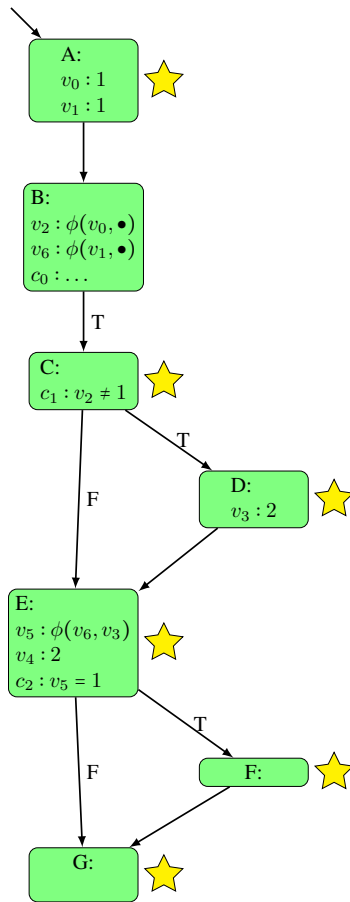 A:
v₀ : 1
v₁ : 1
B:
v₂ : ϕ(v₀, •)
v₆ : ϕ(v₁, •)
c₀ : …
T
C:
c₁ : v₂ ≠ 1
T
F
D:
v₃ : 2
E:
v₅ : ϕ(v₆, v₃)
v₄ : 2
c₂ : v₅ = 1
T
F
F:
G: